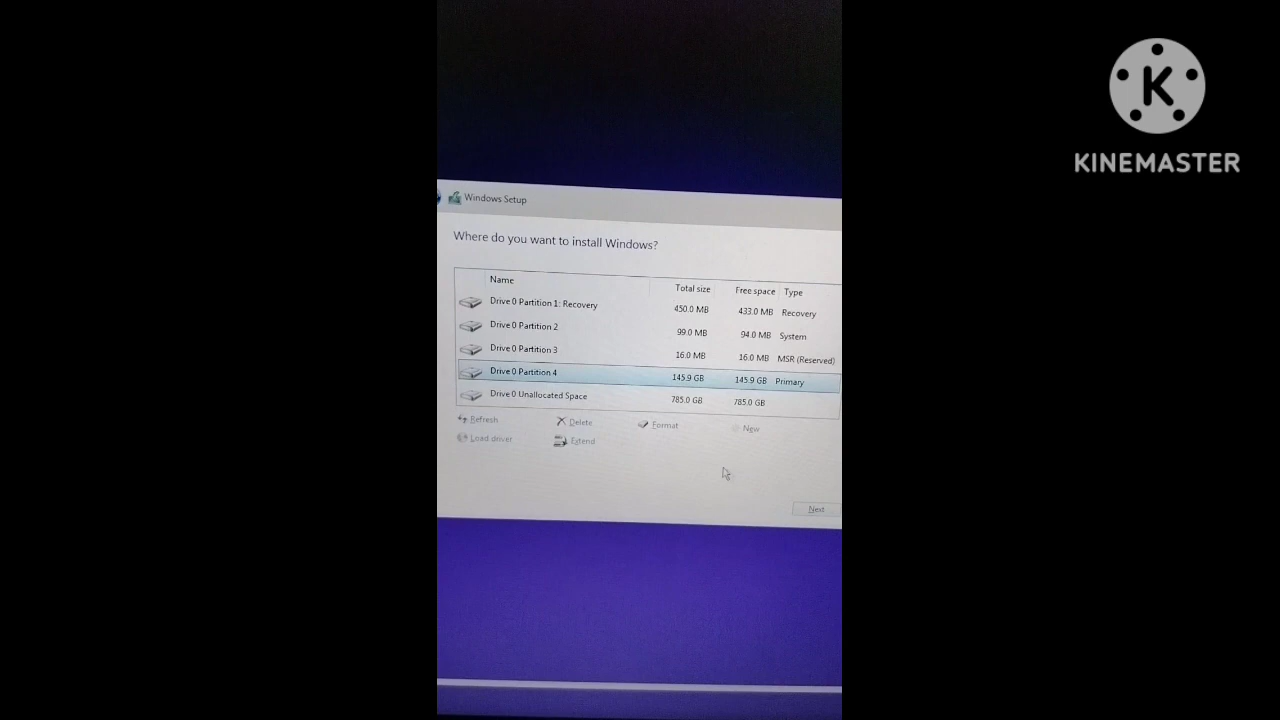 K
KINEMASTER
Windows Setup
Where do you want to install Windows?
Name Total size Free space Type
Drive 0 Partition 1: Recovery 450.0 MB 433.0 MB Recovery
Drive 0 Partition 2 99.0 MB 94.0 MB System
Drive 0 Partition 3 16.0 MB 16.0 MB MSR (Reserved)
Drive 0 Partition 4 145.9 GB 145.9 GB Primary
Drive 0 Unallocated Space 785.0 GB 785.0 GB
Refresh Delete Format New
Load driver Extend
Next